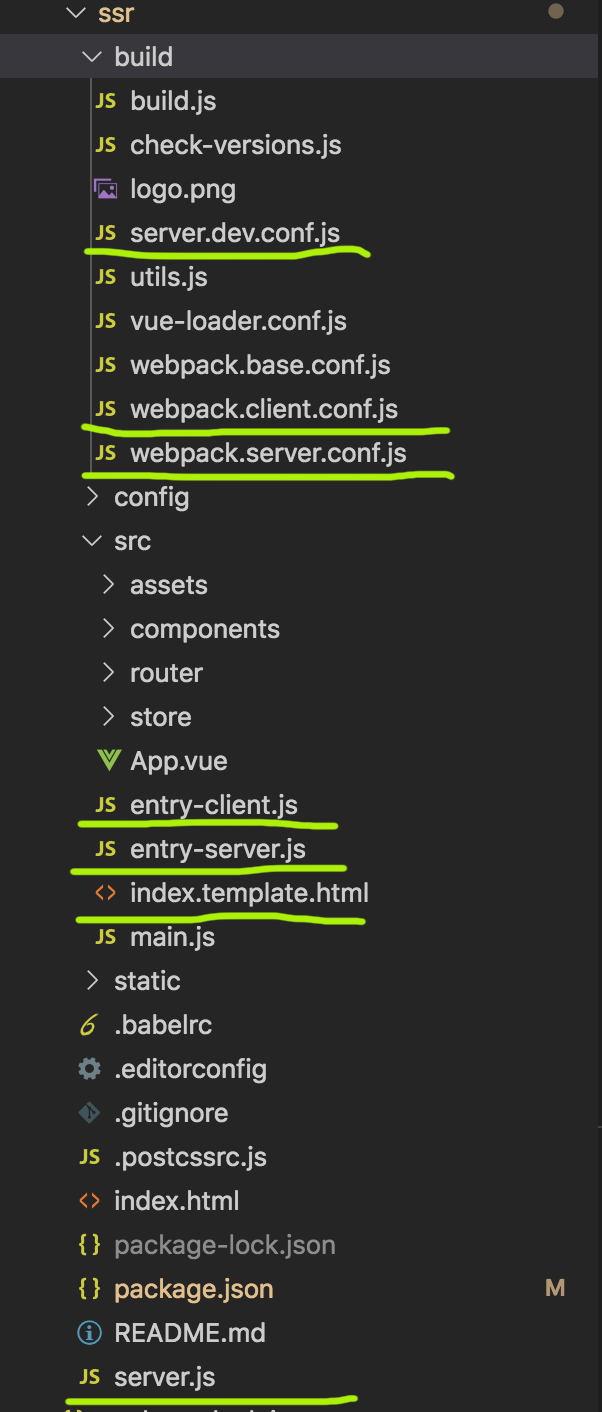 ssr
build
JS build.js
JS check-versions.js
logo.png
JS server.dev.conf.js
JS utils.js
JS vue-loader.conf.js
JS webpack.base.conf.js
JS webpack.client.conf.js
JS webpack.server.conf.js
config
src
assets
components
router
store
App.vue
JS entry-client.js
JS entry-server.js
<> index.template.html
JS main.js
static
.babelrc
.editorconfig
.gitignore
JS .postcssrc.js
<> index.html
{} package-lock.json
{} package.json M
README.md
JS server.js